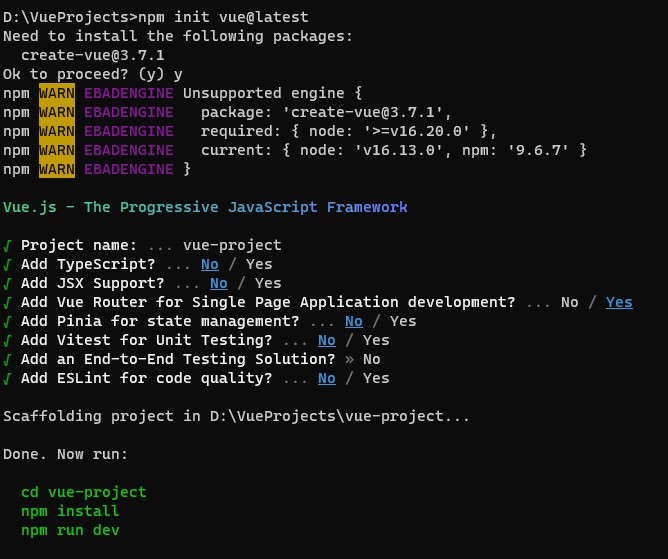 D:\VueProjects>npm init vue@latest
Need to install the following packages:
  create-vue@3.7.1
Ok to proceed? (y) y
npm WARN EBADENGINE Unsupported engine {
npm WARN EBADENGINE   package: 'create-vue@3.7.1',
npm WARN EBADENGINE   required: { node: '>=v16.20.0' },
npm WARN EBADENGINE   current: { node: 'v16.13.0', npm: '9.6.7' }
npm WARN EBADENGINE }
Vue.js - The Progressive JavaScript Framework
√ Project name: ... vue-project
√ Add TypeScript? ... No / Yes
√ Add JSX Support? ... No / Yes
√ Add Vue Router for Single Page Application development? ... No / Yes
√ Add Pinia for state management? ... No / Yes
√ Add Vitest for Unit Testing? ... No / Yes
√ Add an End-to-End Testing Solution? » No
√ Add ESLint for code quality? ... No / Yes
Scaffolding project in D:\VueProjects\vue-project...
Done. Now run:
  cd vue-project
  npm install
  npm run dev